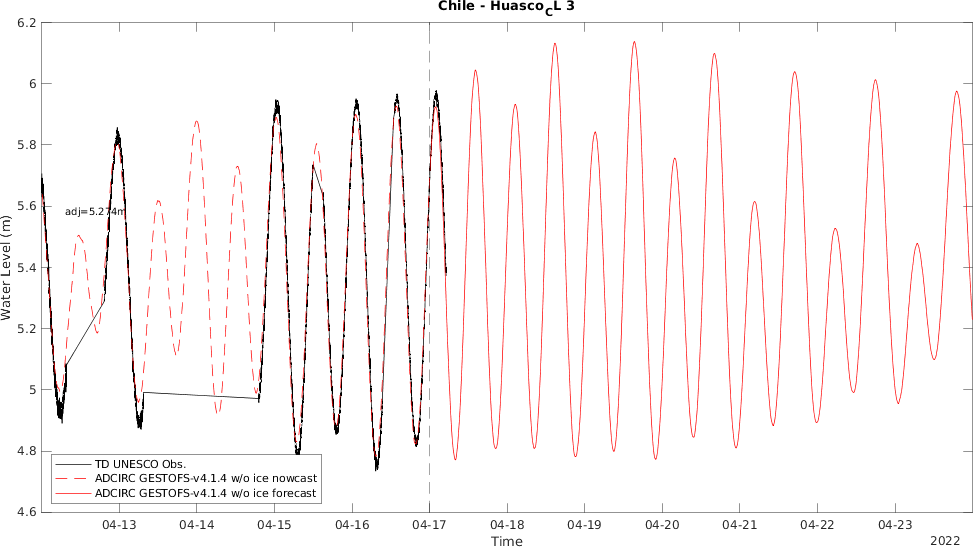 Chile - Huasco_CL 3
6.2
6
5.8
5.6
5.4
5.2
5
4.8
4.6
Water Level (m)
adj=5.274m
TD UNESCO Obs.
ADCIRC GESTOFS-v4.1.4 w/o ice nowcast
ADCIRC GESTOFS-v4.1.4 w/o ice forecast
04-13 04-14 04-15 04-16 04-17 04-18 04-19 04-20 04-21 04-22 04-23
Time
2022